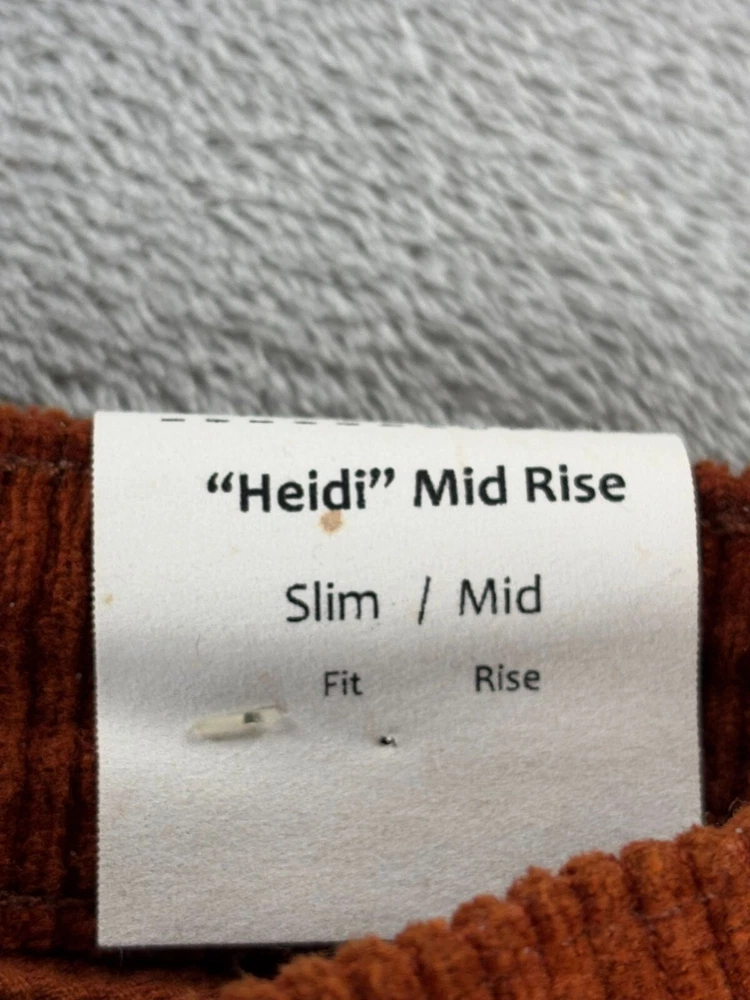 “Heidi” Mid Rise
Slim / Mid
Fit Rise